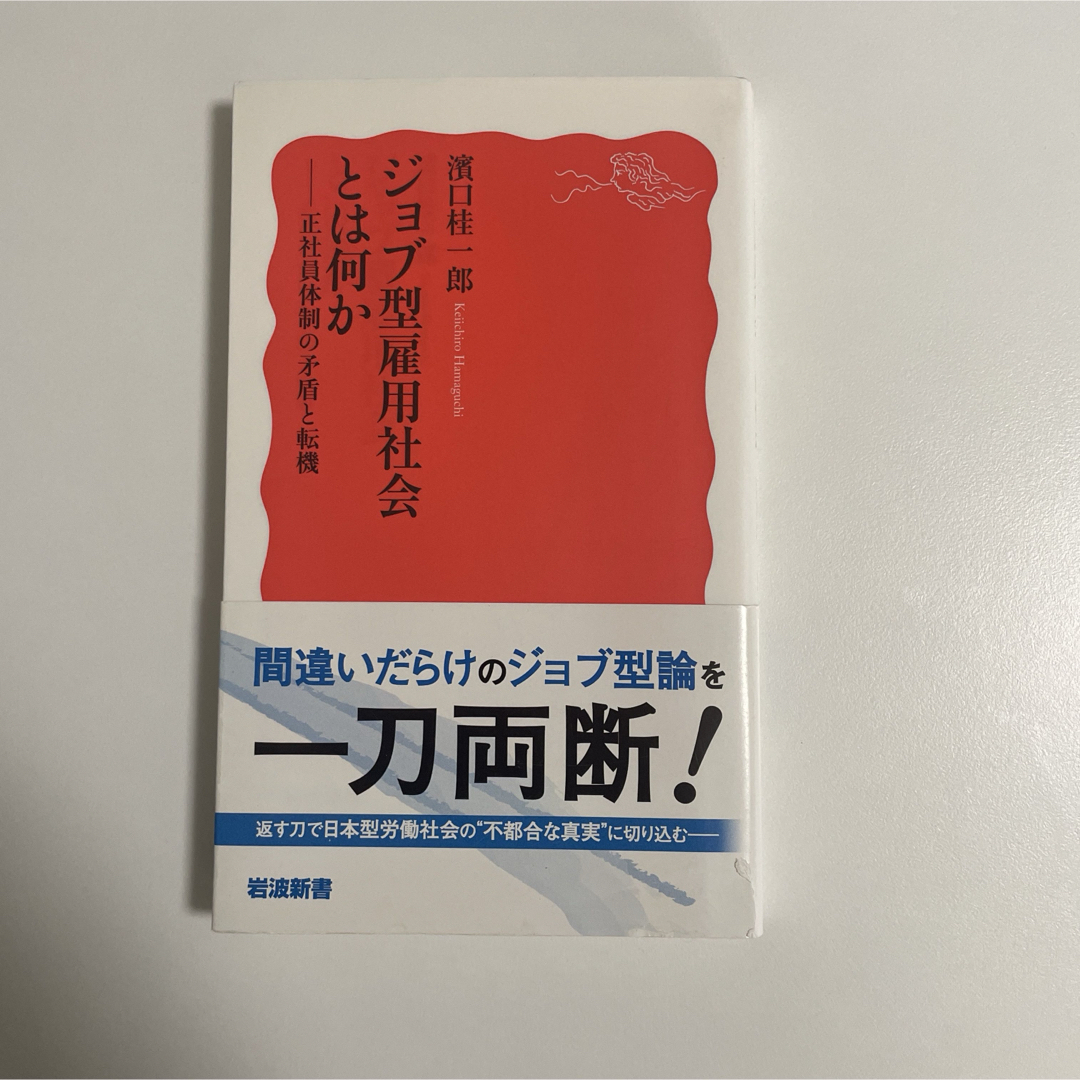 濱口桂一郎 Keiichiro Hamaguchi
ジョブ型雇用社会
とは何か
──正社員体制の矛盾と転機
間違いだらけのジョブ型論を
一刀両断!
返す刀で日本型労働社会の“不都合な真実”に切り込む──
岩波新書